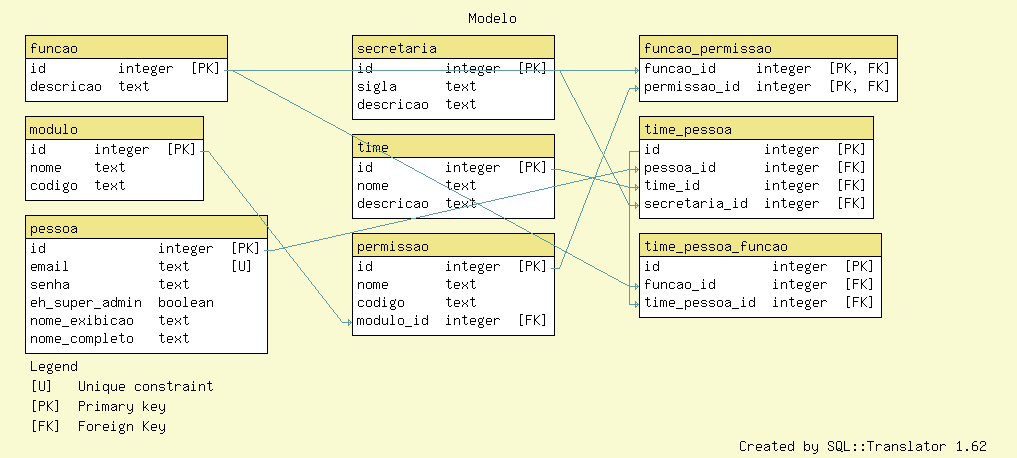 Modelo
funcao
id integer [PK]
descricao text
modulo
id integer [PK]
nome text
codigo text
pessoa
id integer [PK]
email text [U]
senha text
eh_super_admin boolean
nome_exibicao text
nome_completo text
secretaria
id integer [PK]
sigla text
descricao text
time
id integer [PK]
nome text
descricao text
permissao
id integer [PK]
nome text
codigo text
modulo_id integer [FK]
funcao_permissao
funcao_id integer [PK, FK]
permissao_id integer [PK, FK]
time_pessoa
id integer [PK]
pessoa_id integer [FK]
time_id integer [FK]
secretaria_id integer [FK]
time_pessoa_funcao
id integer [PK]
funcao_id integer [FK]
time_pessoa_id integer [FK]
Legend
[U] Unique constraint
[PK] Primary key
[FK] Foreign Key
Created by SQL::Translator 1.62